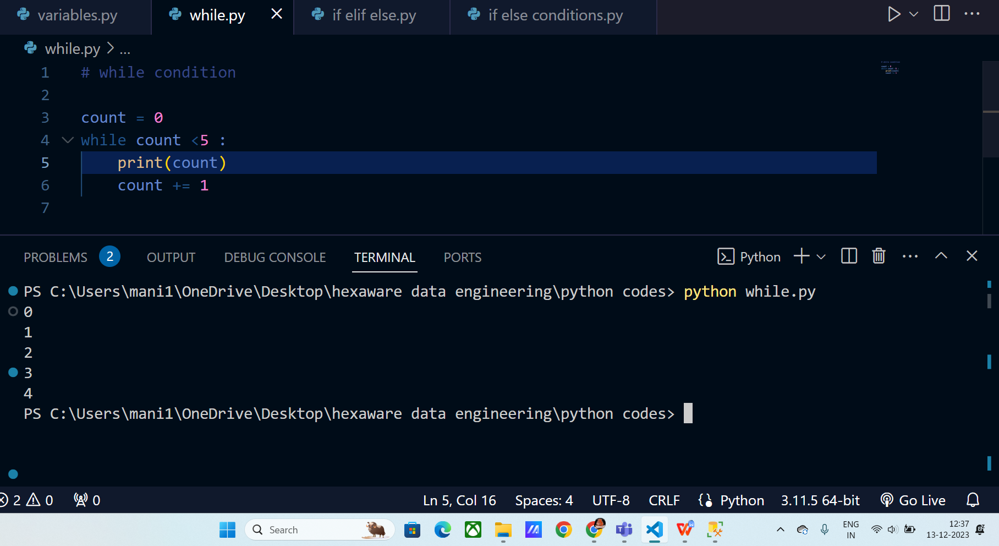 variables.py while.py if elif else.py if else conditions.py
while.py > ...
1 # while condition
2
3 count = 0
4 while count <5 :
5 print(count)
6 count += 1
7
PROBLEMS 2 OUTPUT DEBUG CONSOLE TERMINAL PORTS Python
PS C:\Users\mani1\OneDrive\Desktop\hexaware data engineering\python codes> python while.py
0
1
2
3
4
PS C:\Users\mani1\OneDrive\Desktop\hexaware data engineering\python codes>
2 0 0 Ln 5, Col 16 Spaces: 4 UTF-8 CRLF Python 3.11.5 64-bit Go Live
Search ENG 12:37
IN 13-12-2023